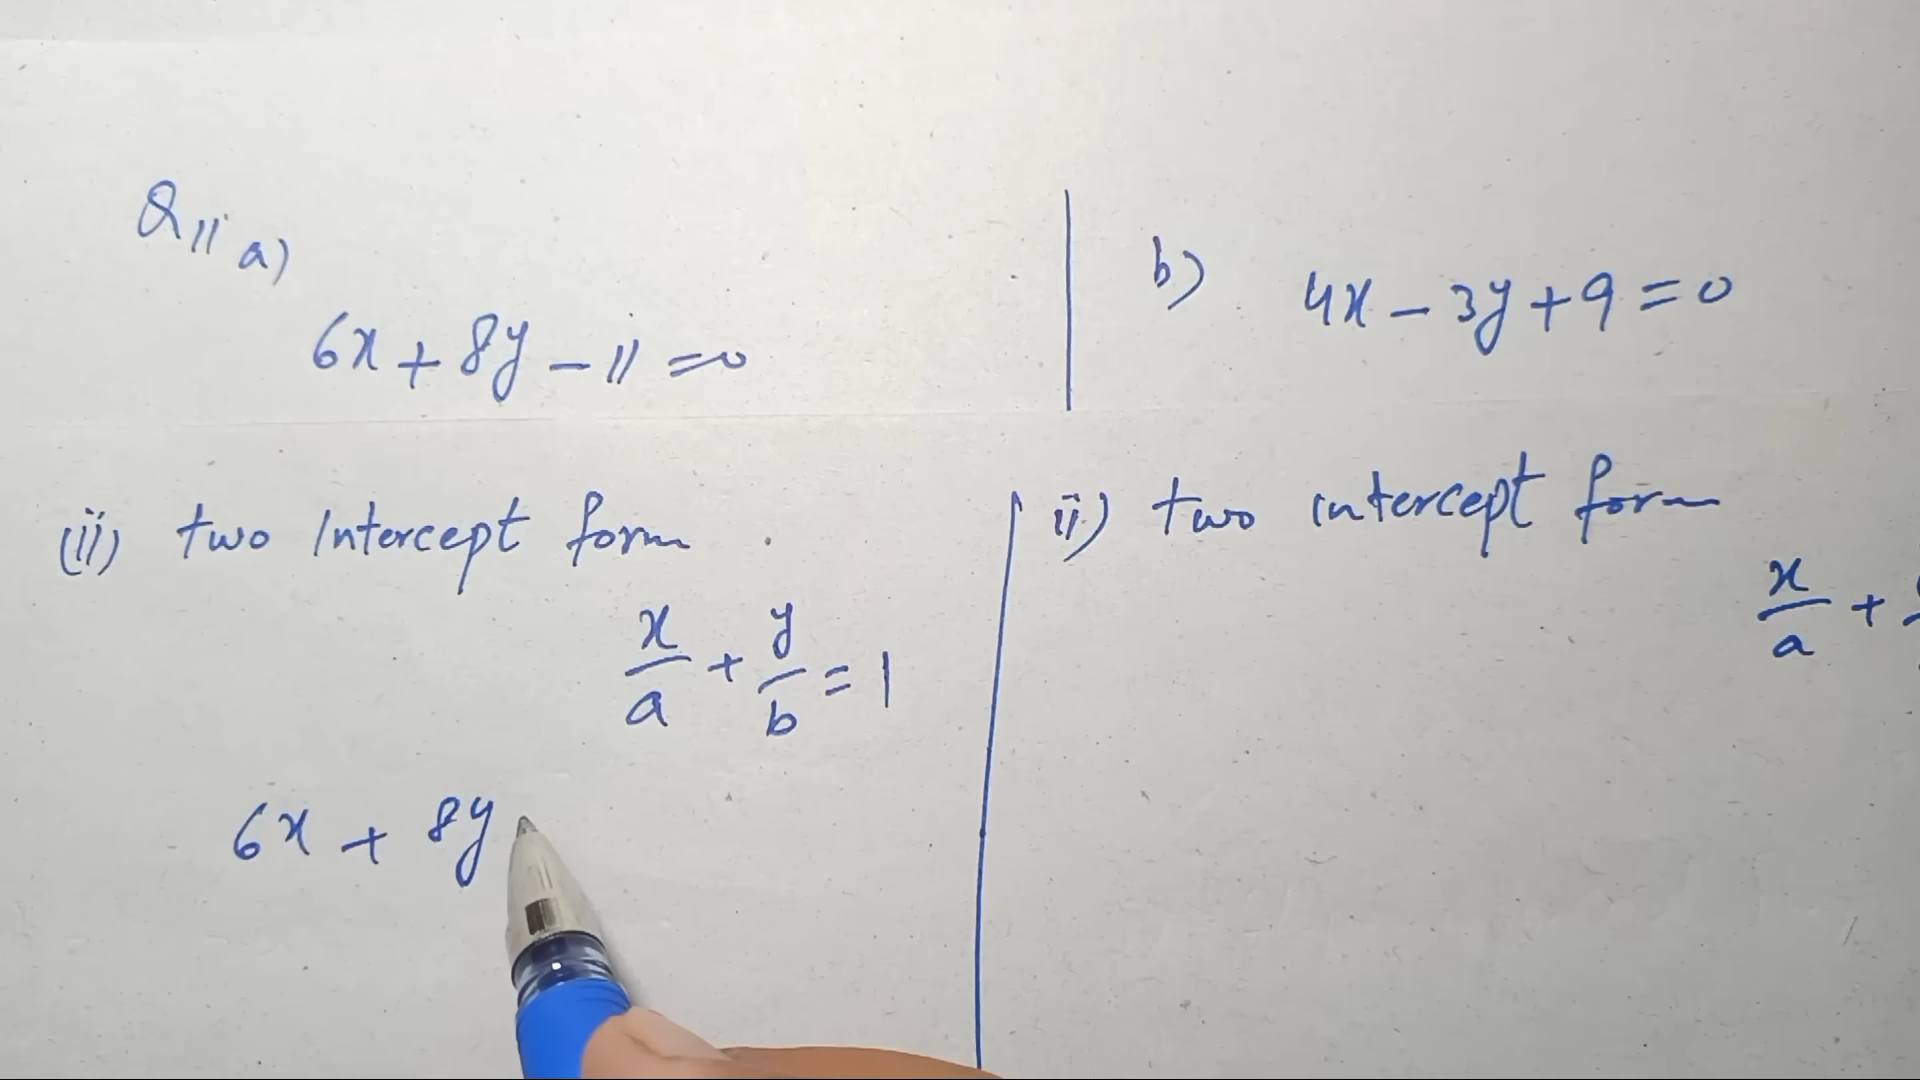 Q11 a)
6x + 8y - 11 = 0
(ii) two Intercept form
x/a + y/b = 1
6x + 8y
b) 4x - 3y + 9 = 0
ii) two intercept form
x/a +